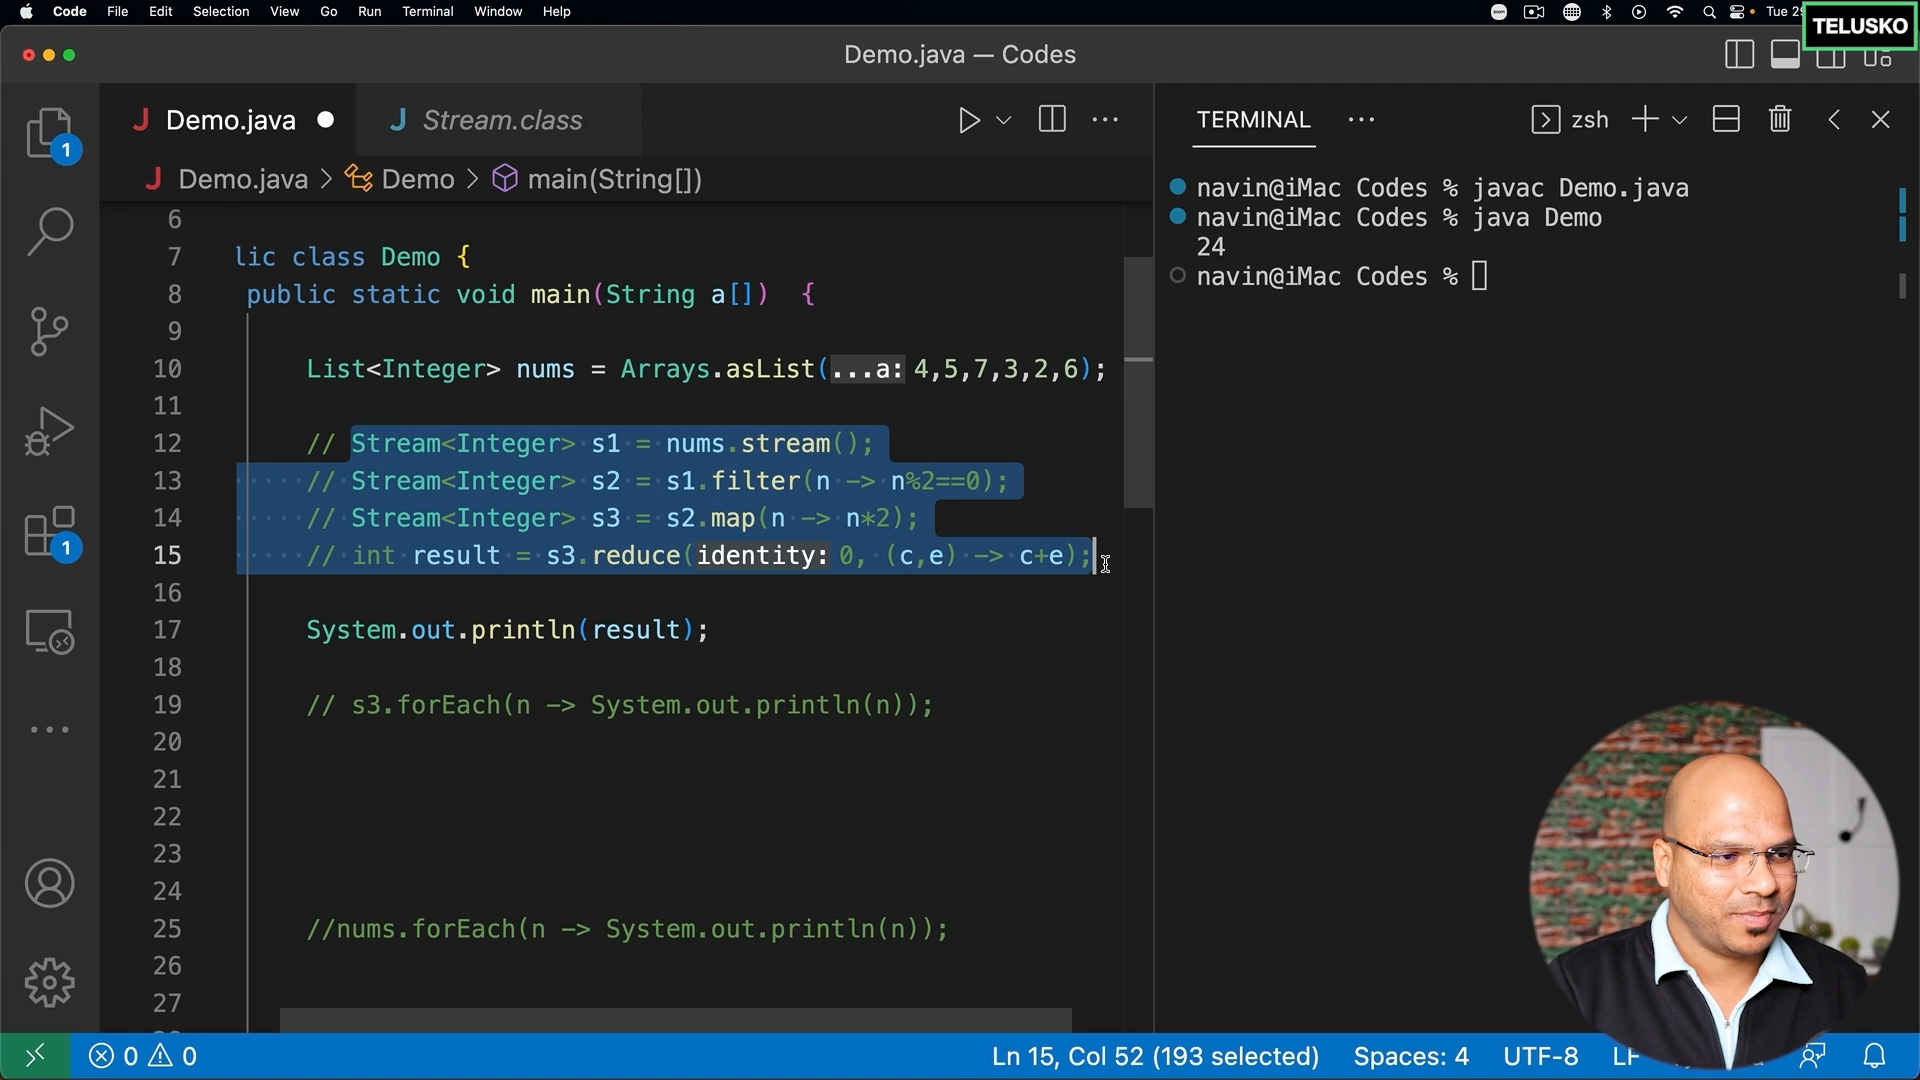 Code File Edit Selection View Go Run Terminal Window Help
zoom
Tue 2
TELUSKO
Demo.java — Codes
J Demo.java
J Stream.class
J Demo.java > Demo > main(String[])
6
7 lic class Demo {
8 public static void main(String a[]) {
9
10 List<Integer> nums = Arrays.asList(...a: 4,5,7,3,2,6);
11
12 // Stream<Integer> s1 = nums.stream();
13 // Stream<Integer> s2 = s1.filter(n -> n%2==0);
14 // Stream<Integer> s3 = s2.map(n -> n*2);
15 // int result = s3.reduce(identity: 0, (c,e) -> c+e);
16
17 System.out.println(result);
18
19 // s3.forEach(n -> System.out.println(n));
20
21
22
23
24
25 //nums.forEach(n -> System.out.println(n));
26
27
1
1
TERMINAL
zsh
navin@iMac Codes % javac Demo.java
navin@iMac Codes % java Demo
24
navin@iMac Codes %
0 0
Ln 15, Col 52 (193 selected)
Spaces: 4
UTF-8
LF